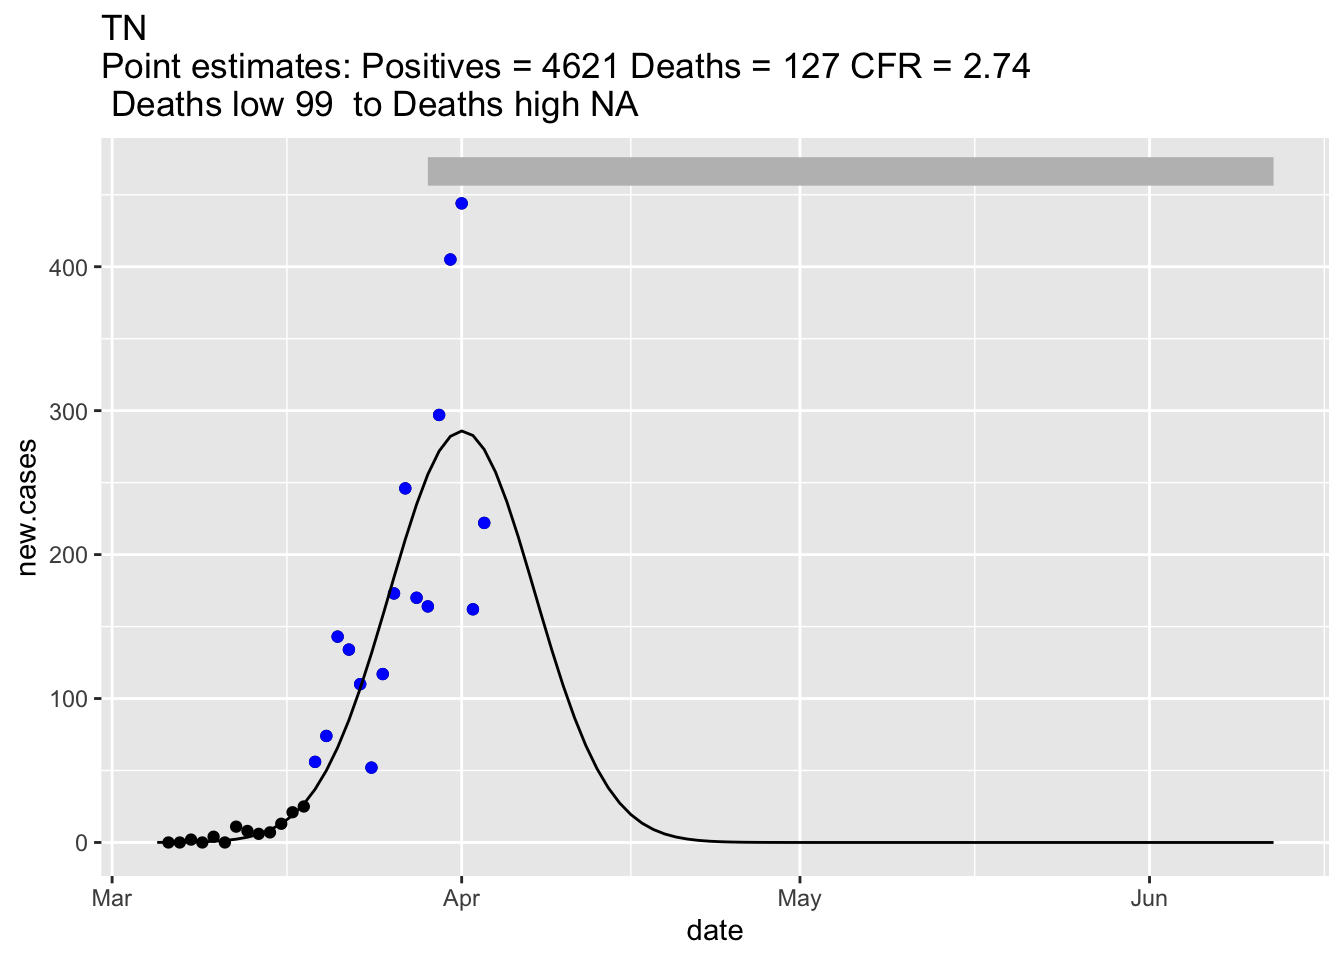 TN
Point estimates: Positives = 4621 Deaths = 127 CFR = 2.74
Deaths low 99  to Deaths high NA
400
300
200
100
0
new.cases
Mar Apr May Jun
date